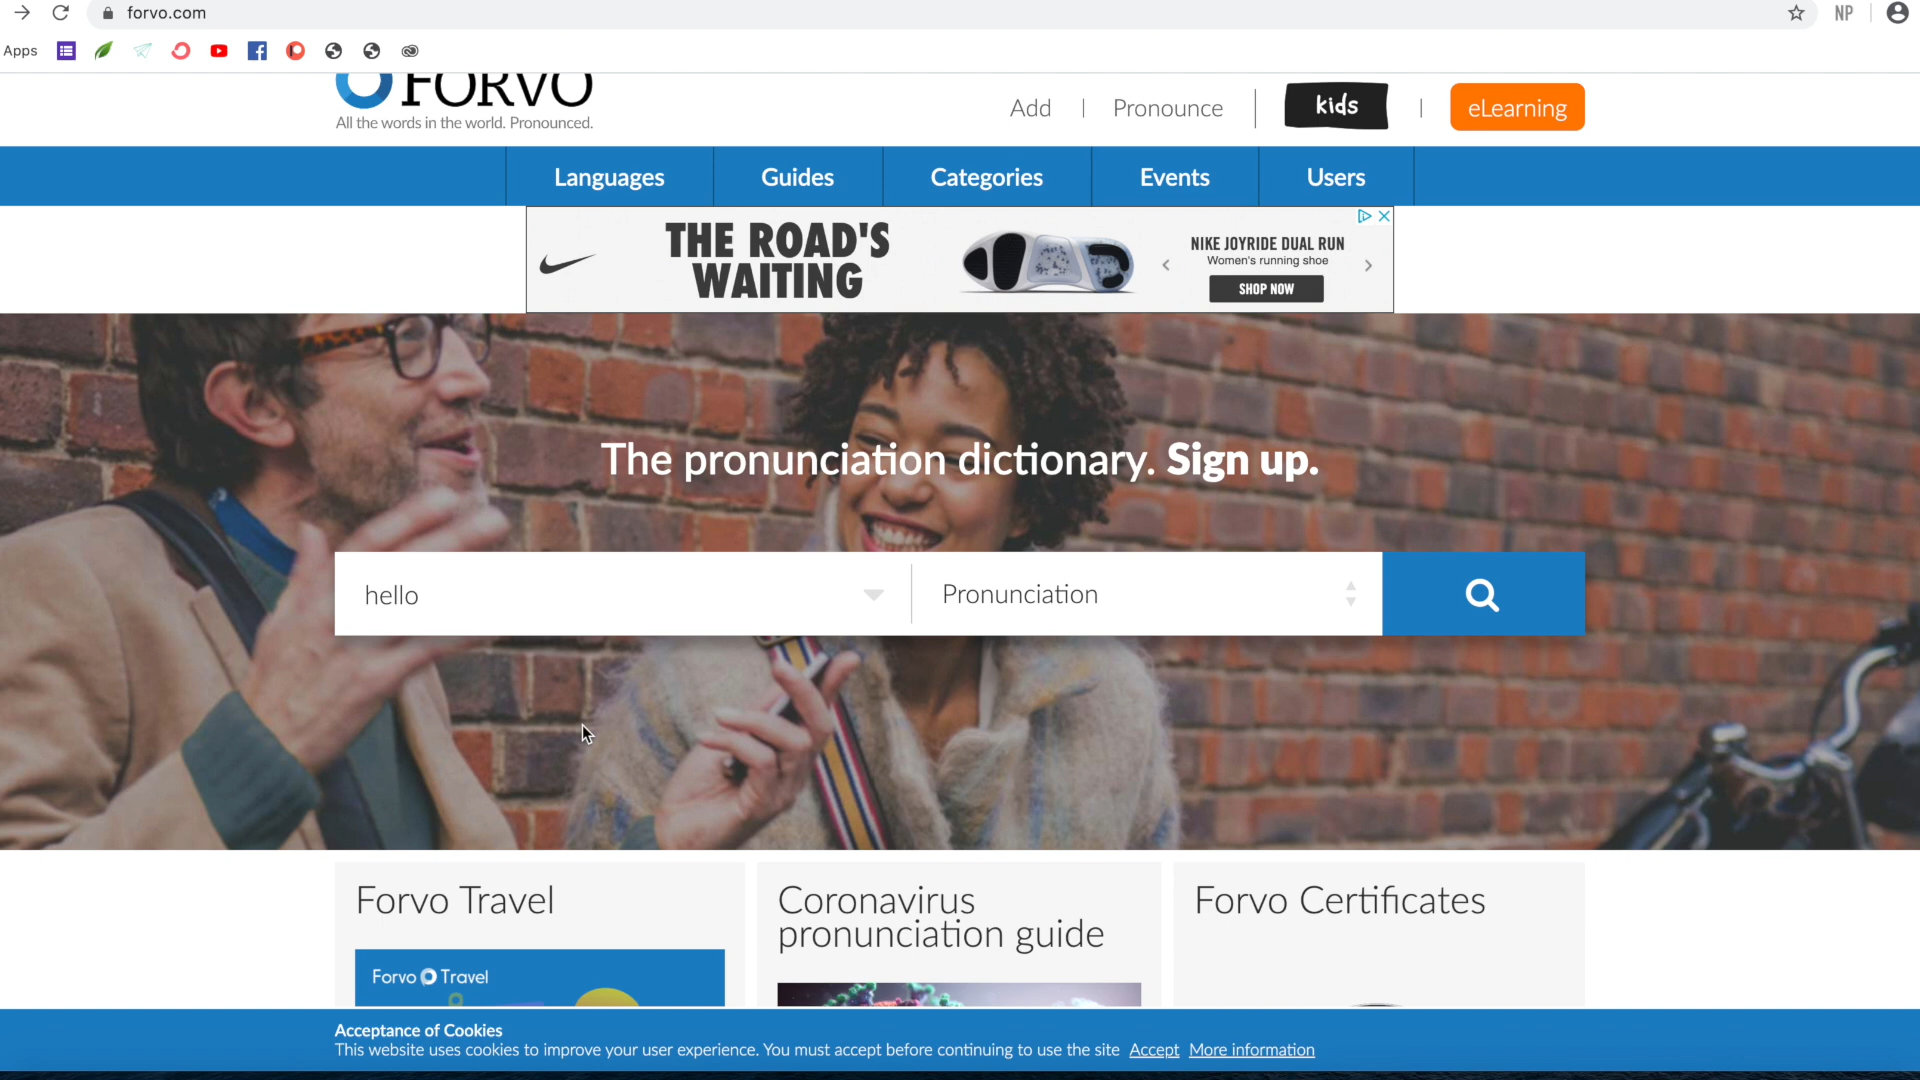 forvo.com
NP
Apps
FORVO
All the words in the world. Pronounced.
Add
Pronounce
kids
eLearning
Languages
Guides
Categories
Events
Users
THE ROAD'S
WAITING
NIKE JOYRIDE DUAL RUN
Women's running shoe
SHOP NOW
The pronunciation dictionary. Sign up.
hello
Pronunciation
Forvo Travel
Coronavirus
pronunciation guide
Forvo Certificates
Forvo Travel
Acceptance of Cookies
This website uses cookies to improve your user experience. You must accept before continuing to use the site Accept More information